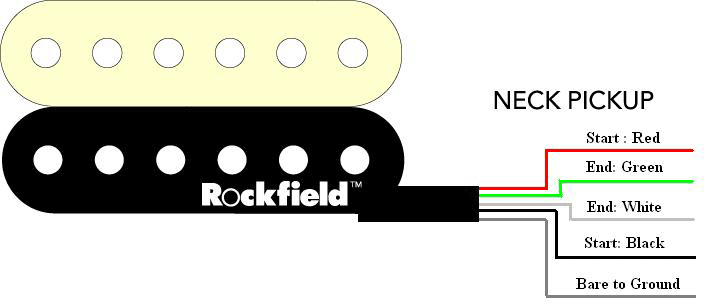 NECK PICKUP
Start : Red
End: Green
End: White
Rockfield™
Start: Black
Bare to Ground